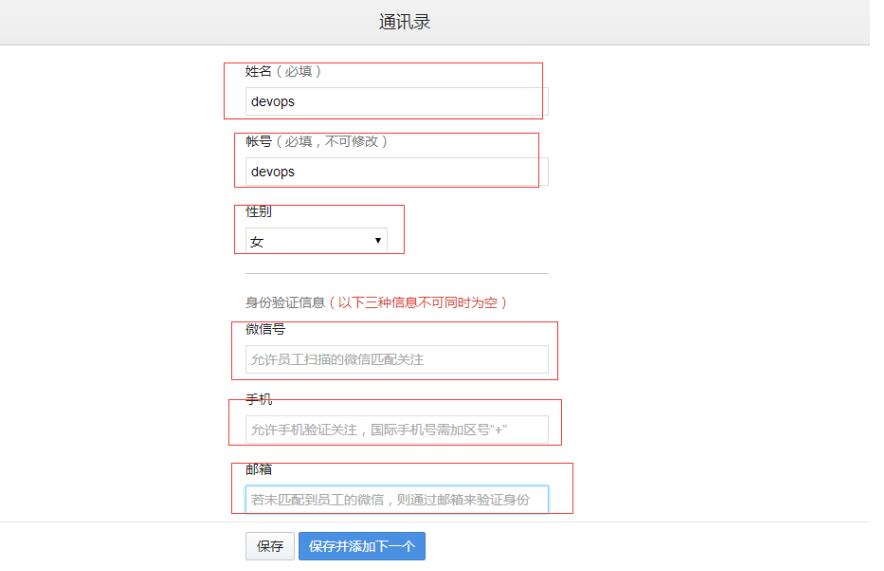 通讯录
姓名（必填）
devops
帐号（必填，不可修改）
devops
性别
女
身份验证信息（以下三种信息不可同时为空）
微信号
允许员工扫描的微信匹配关注
手机
允许手机验证关注，国际手机号需加区号"+"
邮箱
若未匹配到员工的微信，则通过邮箱来验证身份
保存 保存并添加下一个